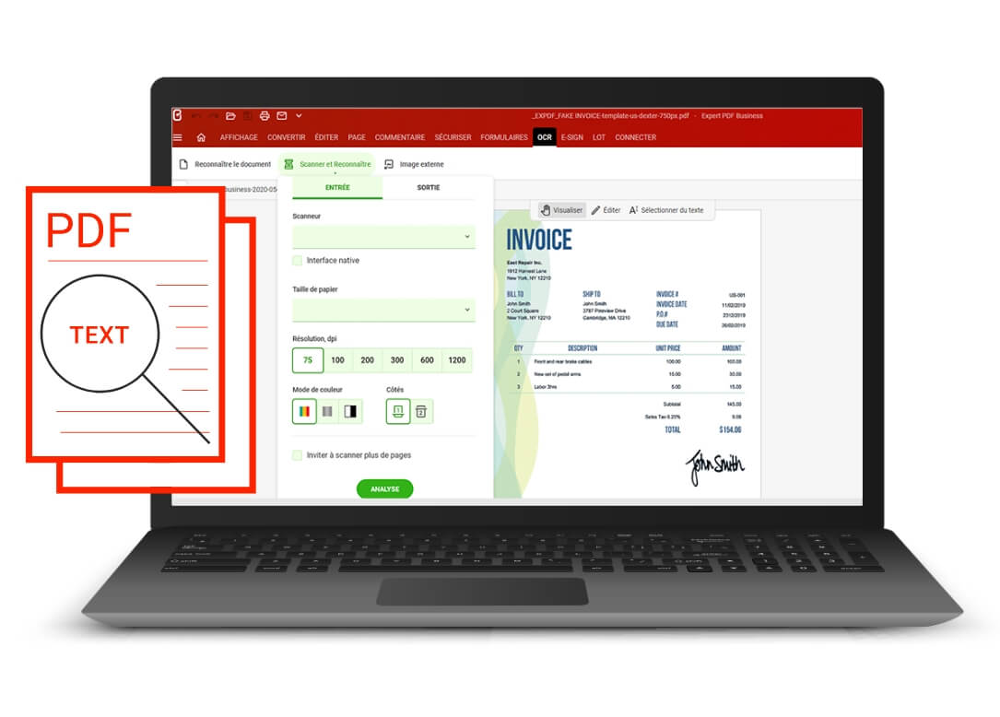 _EXPDF_FAKE INVOICE-template-us-dexter-750px.pdf - Expert PDF Business
AFFICHAGE CONVERTIR ÉDITER PAGE COMMENTAIRE SÉCURISER FORMULAIRES OCR E-SIGN LOT CONNECTER
Reconnaître le document Scanner et Reconnaître Image externe
ENTRÉE SORTIE
business-2020-05
Visualiser Éditer Sélectionner du texte
Scanneur
Interface native
Taille de papier
Résolution, dpi
75 100 200 300 600 1200
Mode de couleur Côtés
1 2
Inviter à scanner plus de pages
ANALYSE
PDF
TEXT
INVOICE
East Repair Inc.
1912 Harvest Lane
New York, NY 12210
BILL TO SHIP TO INVOICE # US-001
John Smith John Smith INVOICE DATE 11/02/2019
2 Court Square 3787 Pineview Drive P.O.# 2312/2019
New York, NY 12210 Cambridge, MA 12210 DUE DATE 26/02/2019
QTY DESCRIPTION UNIT PRICE AMOUNT
1 Front and rear brake cables 100.00 100.00
2 New set of pedal arms 15.00 30.00
3 Labor 3hrs 5.00 15.00
Subtotal 145.00
Sales Tax 6.25% 9.06
TOTAL $154.06
John Smith